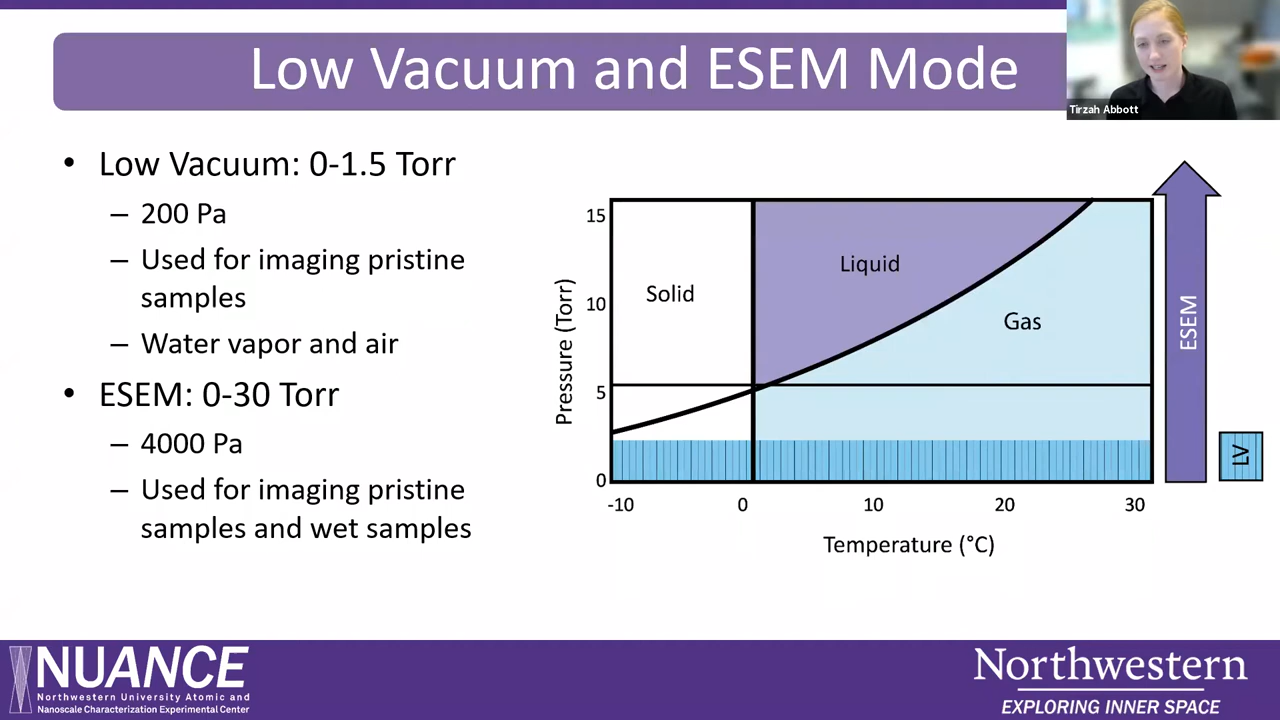 Low Vacuum and ESEM Mode
Tirzah Abbott
• Low Vacuum: 0-1.5 Torr
– 200 Pa
– Used for imaging pristine
samples
– Water vapor and air
• ESEM: 0-30 Torr
– 4000 Pa
– Used for imaging pristine
samples and wet samples
Pressure (Torr)
15
10
5
0
Solid
Liquid
Gas
-10
0
10
20
30
Temperature (°C)
ESEM
LV
NUANCE
Northwestern University Atomic and
Nanoscale Characterization Experimental Center
Northwestern
EXPLORING INNER SPACE